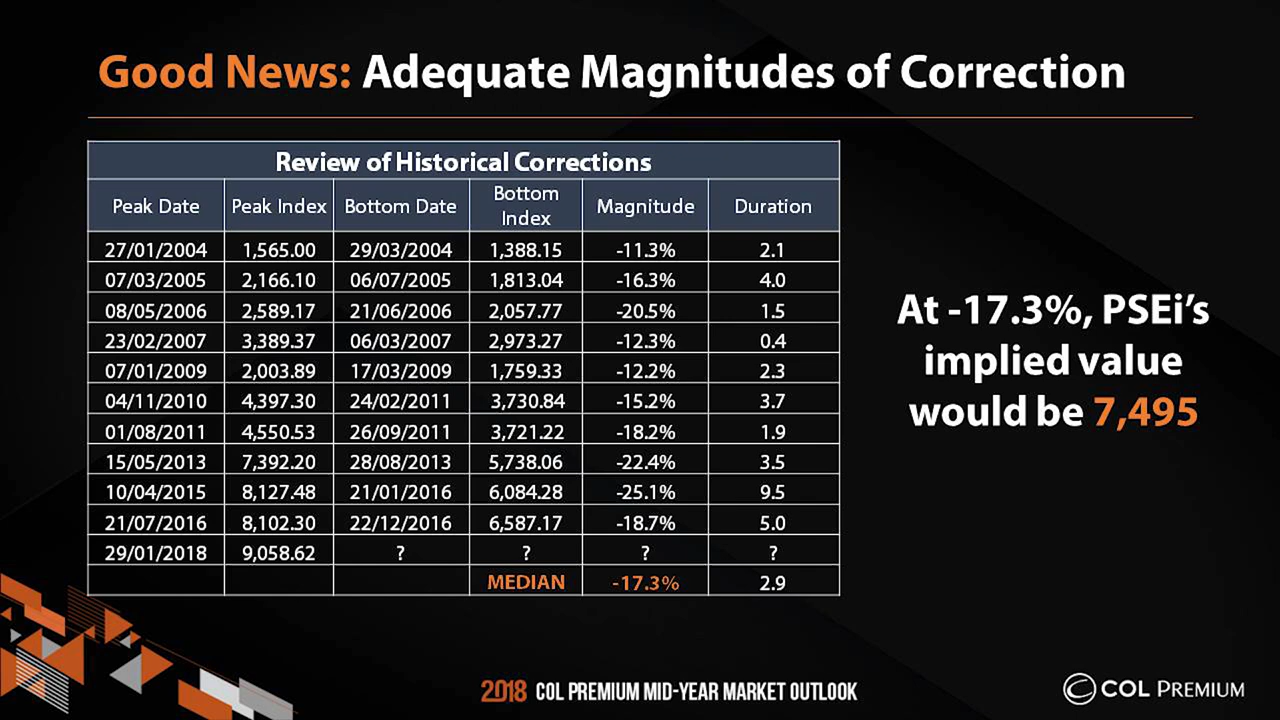 Good News: Adequate Magnitudes of Correction
Review of Historical Corrections
Peak Date Peak Index Bottom Date Bottom Index Magnitude Duration
27/01/2004 1,565.00 29/03/2004 1,388.15 -11.3% 2.1
07/03/2005 2,166.10 06/07/2005 1,813.04 -16.3% 4.0
08/05/2006 2,589.17 21/06/2006 2,057.77 -20.5% 1.5
23/02/2007 3,389.37 06/03/2007 2,973.27 -12.3% 0.4
07/01/2009 2,003.89 17/03/2009 1,759.33 -12.2% 2.3
04/11/2010 4,397.30 24/02/2011 3,730.84 -15.2% 3.7
01/08/2011 4,550.53 26/09/2011 3,721.22 -18.2% 1.9
15/05/2013 7,392.20 28/08/2013 5,738.06 -22.4% 3.5
10/04/2015 8,127.48 21/01/2016 6,084.28 -25.1% 9.5
21/07/2016 8,102.30 22/12/2016 6,587.17 -18.7% 5.0
29/01/2018 9,058.62 ? ? ? ?
MEDIAN -17.3% 2.9
At -17.3%, PSEi’s
implied value
would be 7,495
2018 COL PREMIUM MID-YEAR MARKET OUTLOOK
COL PREMIUM